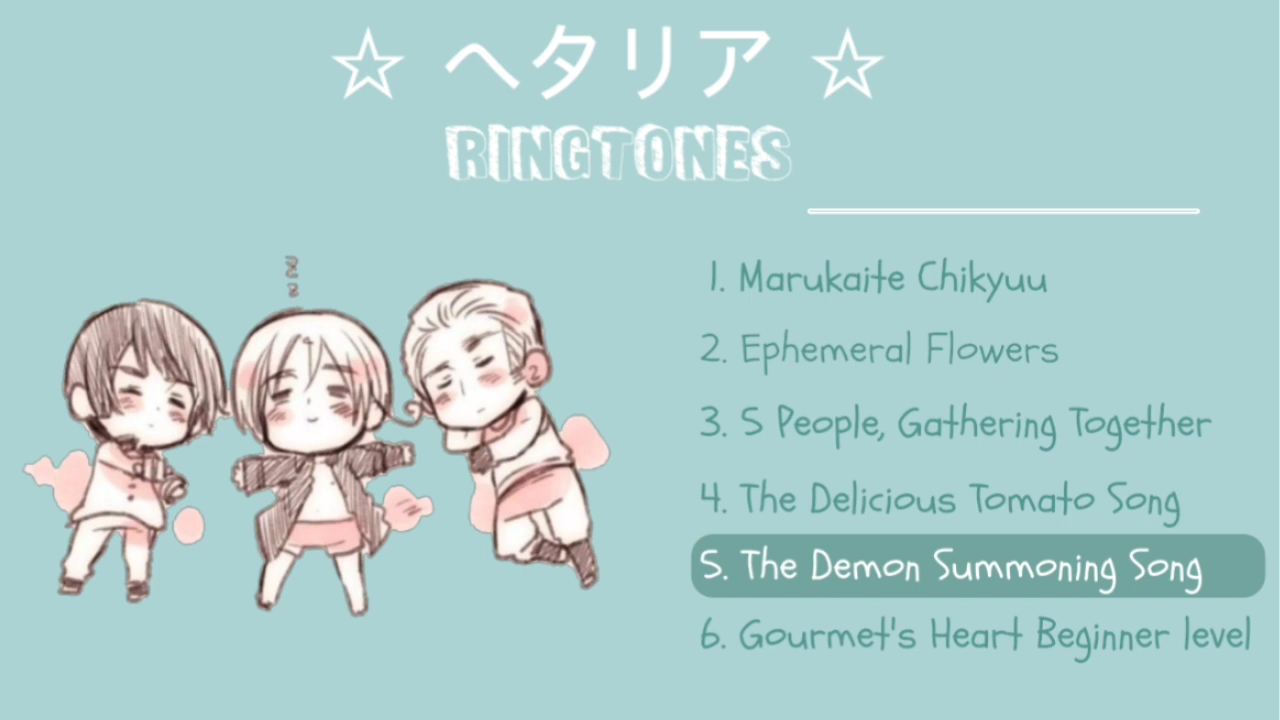 ☆ ヘタリア ☆
RINGTONES
1. Marukaite Chikyuu
2. Ephemeral Flowers
3. 5 People, Gathering Together
4. The Delicious Tomato Song
5. The Demon Summoning Song
6. Gourmet's Heart Beginner level